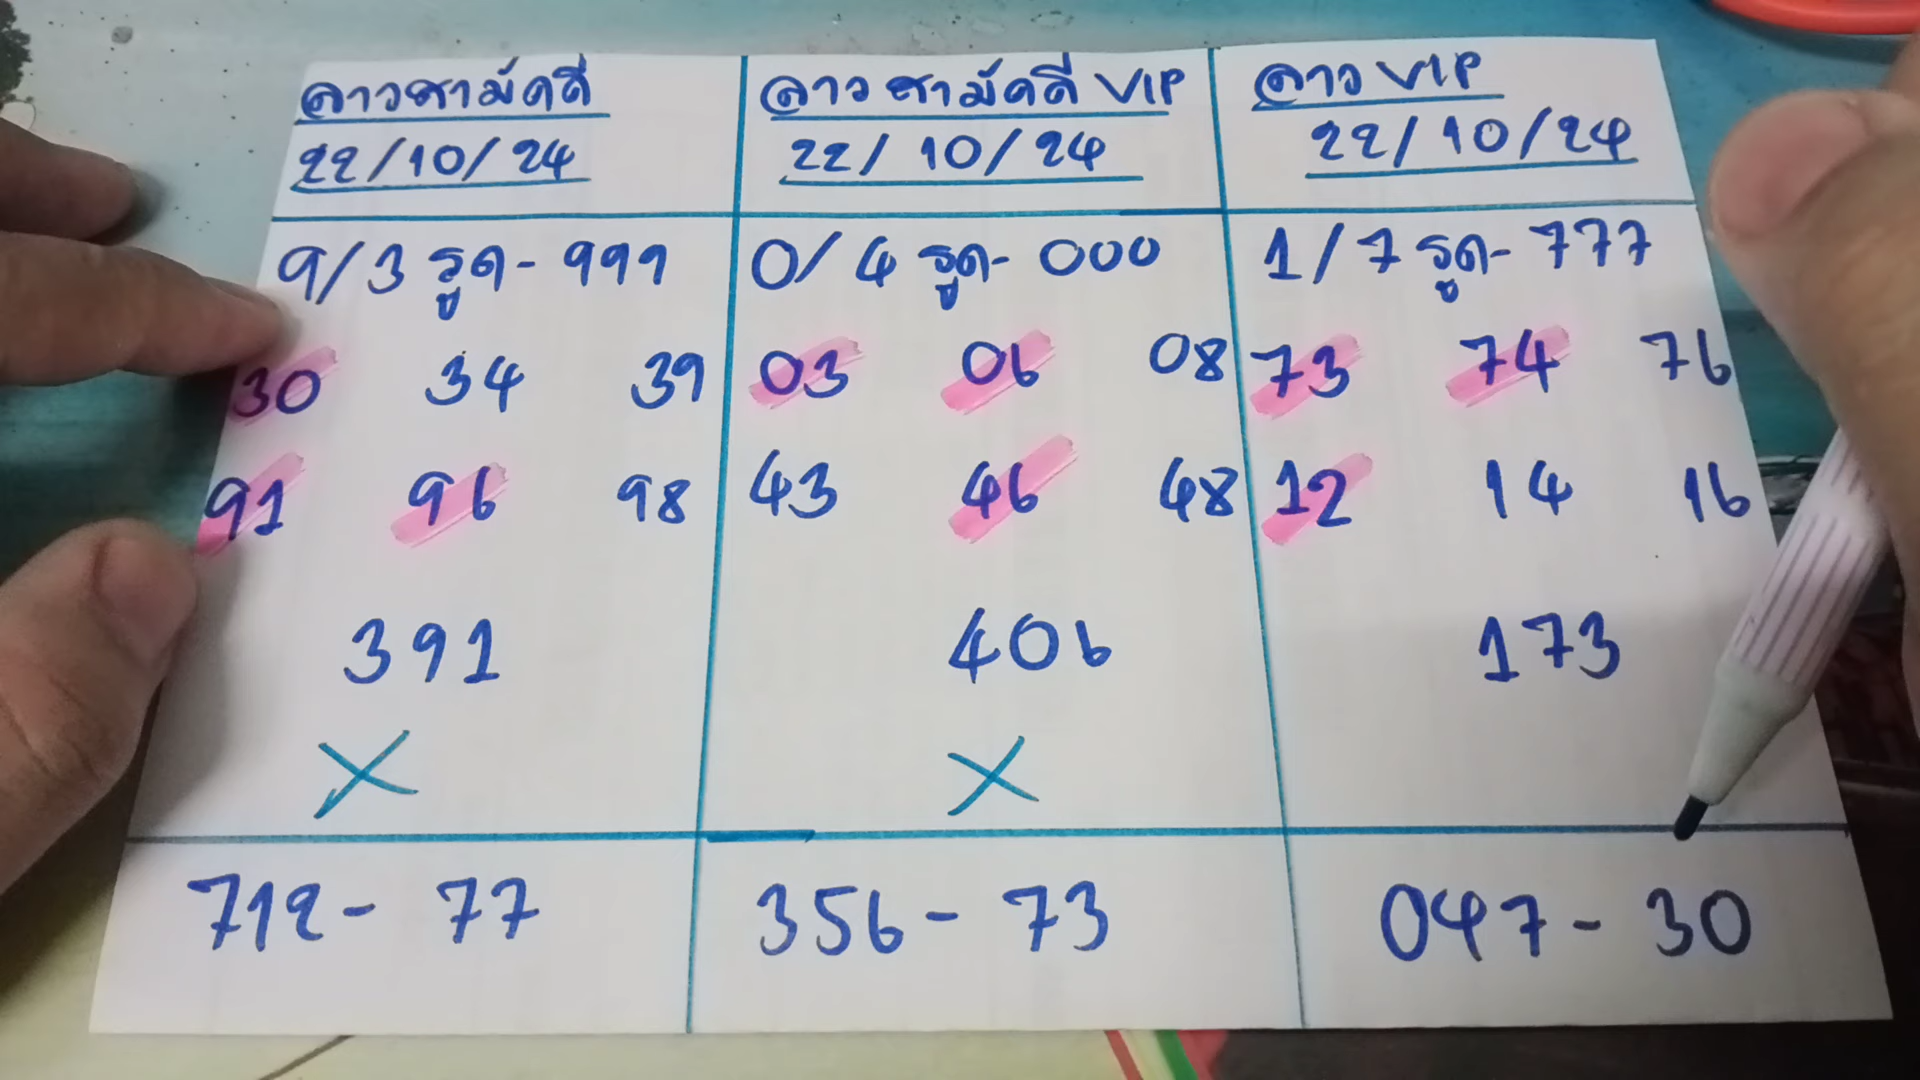 ลาวสามัคคี
22/10/24
9/3 รูด- 999
30 34 39
91 96 98
391
X
712- 77
ลาวสามัคคี VIP
22/10/24
0/4 รูด- 000
03 06 08
43 46 48
406
X
356- 73
ลาว VIP
22/10/24
1/7 รูด- 777
73 74 76
12 14 16
173
047- 30